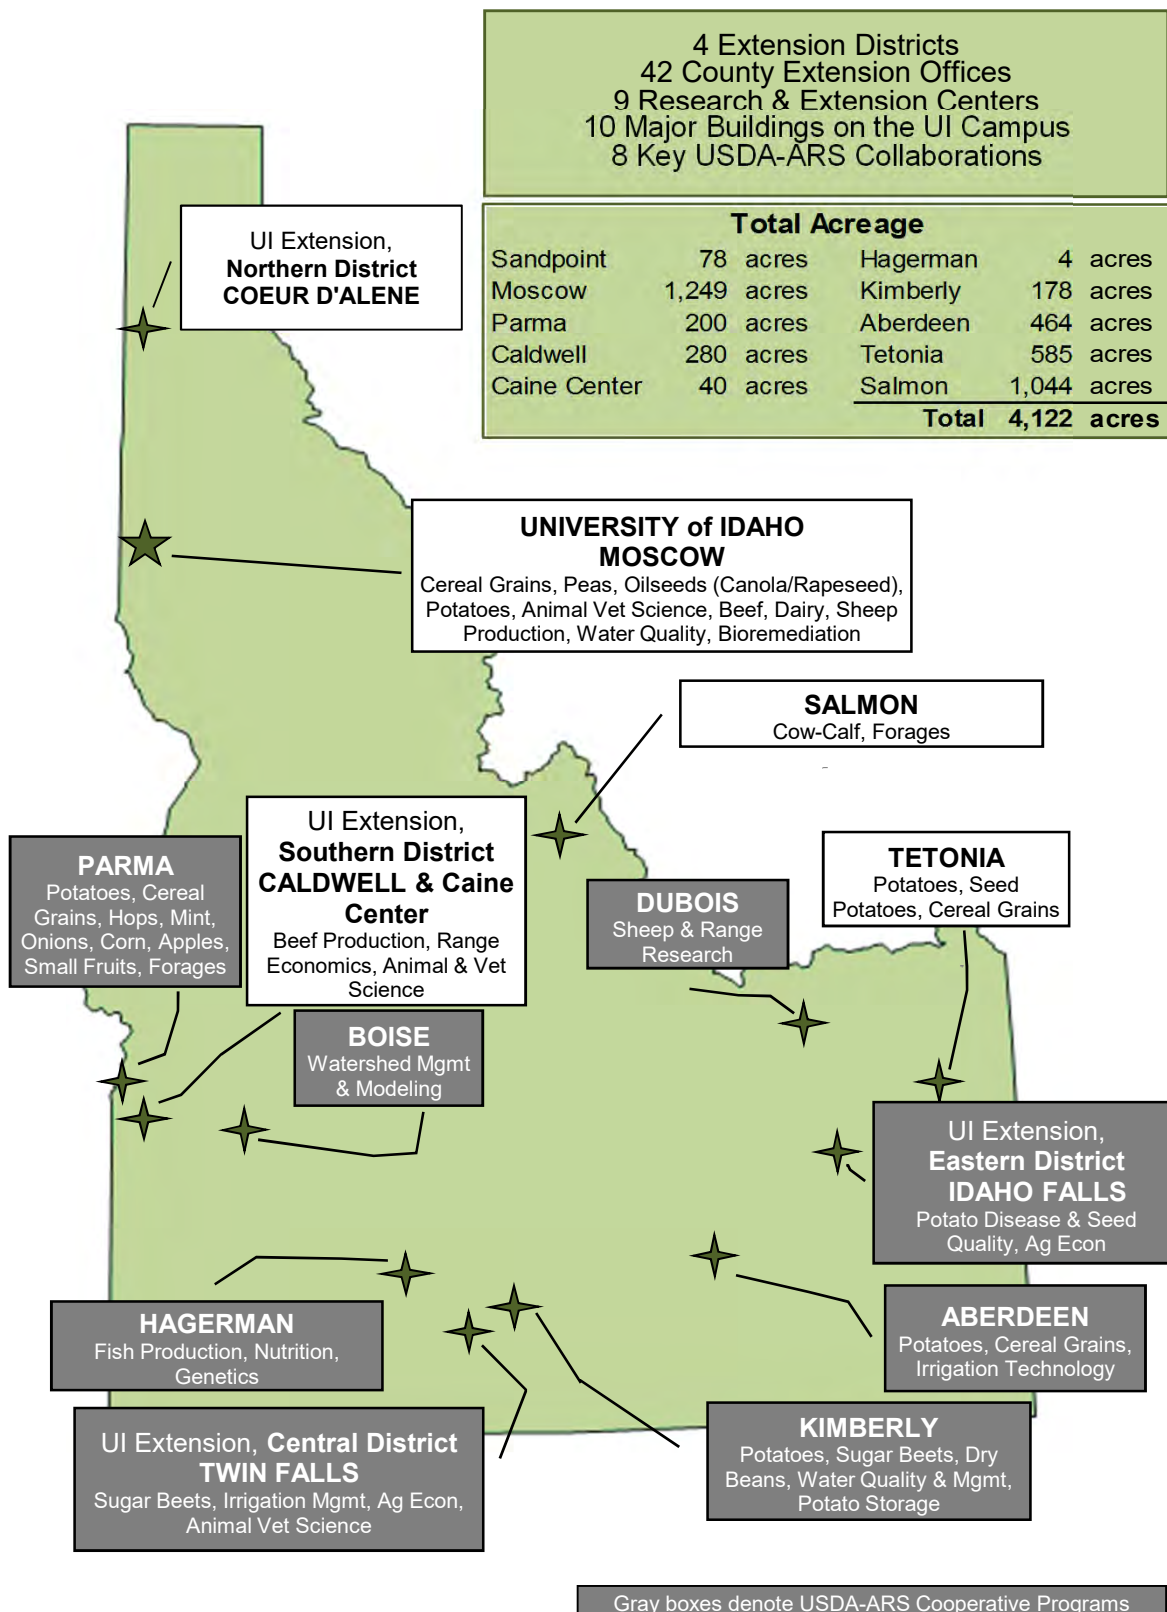 4 Extension Districts
42 County Extension Offices
9 Research & Extension Centers
10 Major Buildings on the UI Campus
8 Key USDA-ARS Collaborations
Total Acreage
Sandpoint 78 acres Hagerman 4 acres
Moscow 1,249 acres Kimberly 178 acres
Parma 200 acres Aberdeen 464 acres
Caldwell 280 acres Tetonia 585 acres
Caine Center 40 acres Salmon 1,044 acres
Total 4,122 acres
UI Extension,
Northern District
COEUR D'ALENE
UNIVERSITY of IDAHO
MOSCOW
Cereal Grains, Peas, Oilseeds (Canola/Rapeseed),
Potatoes, Animal Vet Science, Beef, Dairy, Sheep
Production, Water Quality, Bioremediation
SALMON
Cow-Calf, Forages
UI Extension,
Southern District
CALDWELL & Caine
Center
Beef Production, Range
Economics, Animal & Vet
Science
PARMA
Potatoes, Cereal
Grains, Hops, Mint,
Onions, Corn, Apples,
Small Fruits, Forages
TETONIA
Potatoes, Seed
Potatoes, Cereal Grains
DUBOIS
Sheep & Range
Research
BOISE
Watershed Mgmt
& Modeling
UI Extension,
Eastern District
IDAHO FALLS
Potato Disease & Seed
Quality, Ag Econ
HAGERMAN
Fish Production, Nutrition,
Genetics
ABERDEEN
Potatoes, Cereal Grains,
Irrigation Technology
UI Extension, Central District
TWIN FALLS
Sugar Beets, Irrigation Mgmt, Ag Econ,
Animal Vet Science
KIMBERLY
Potatoes, Sugar Beets, Dry
Beans, Water Quality & Mgmt,
Potato Storage
Gray boxes denote USDA-ARS Cooperative Programs